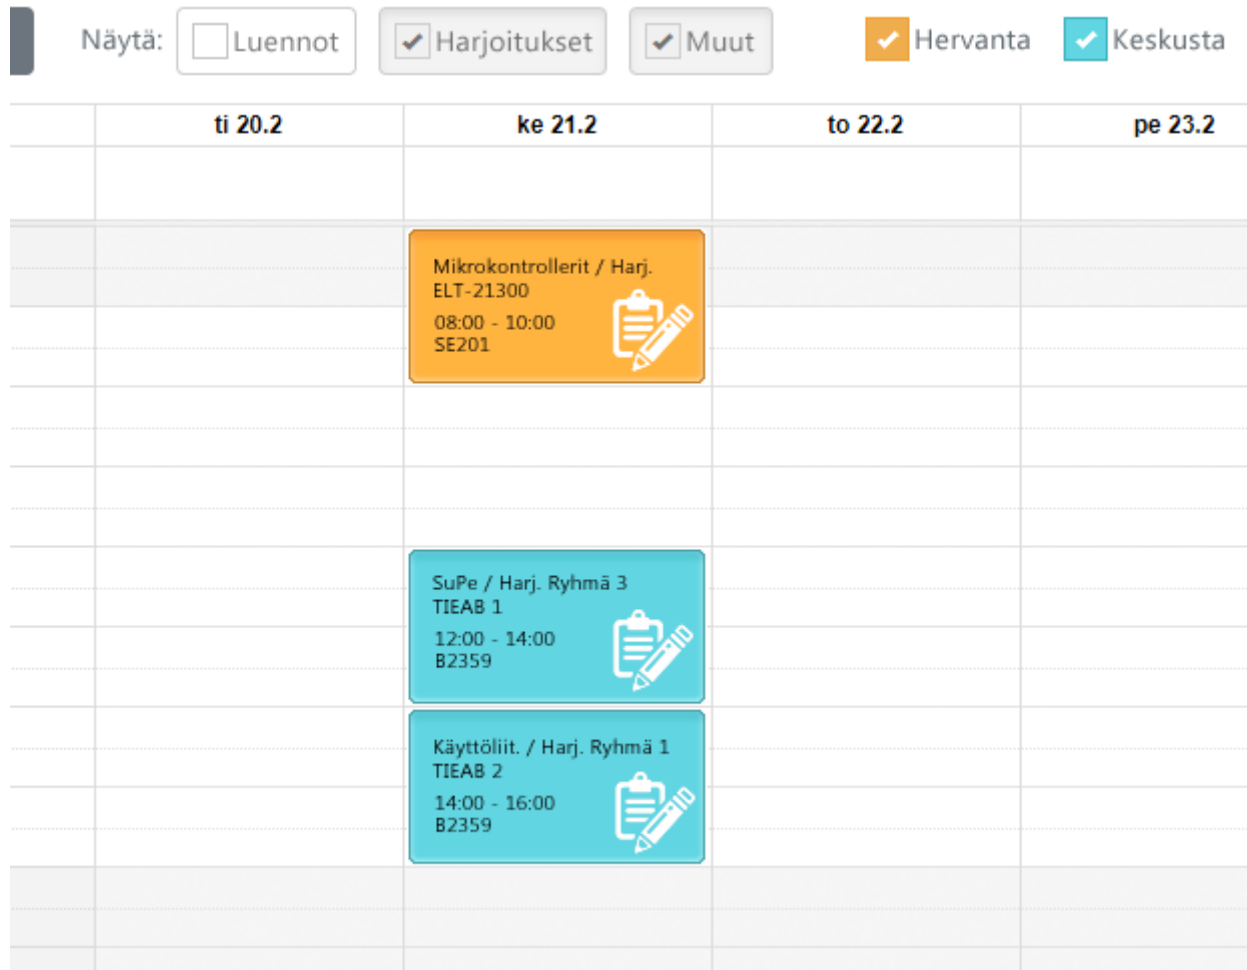 Näytä: Luennot Harjoitukset Muut Hervanta Keskusta
ti 20.2 ke 21.2 to 22.2 pe 23.2
Mikrokontrollerit / Harj.
ELT-21300
08:00 - 10:00
SE201
SuPe / Harj. Ryhmä 3
TIEAB 1
12:00 - 14:00
B2359
Käyttöliit. / Harj. Ryhmä 1
TIEAB 2
14:00 - 16:00
B2359